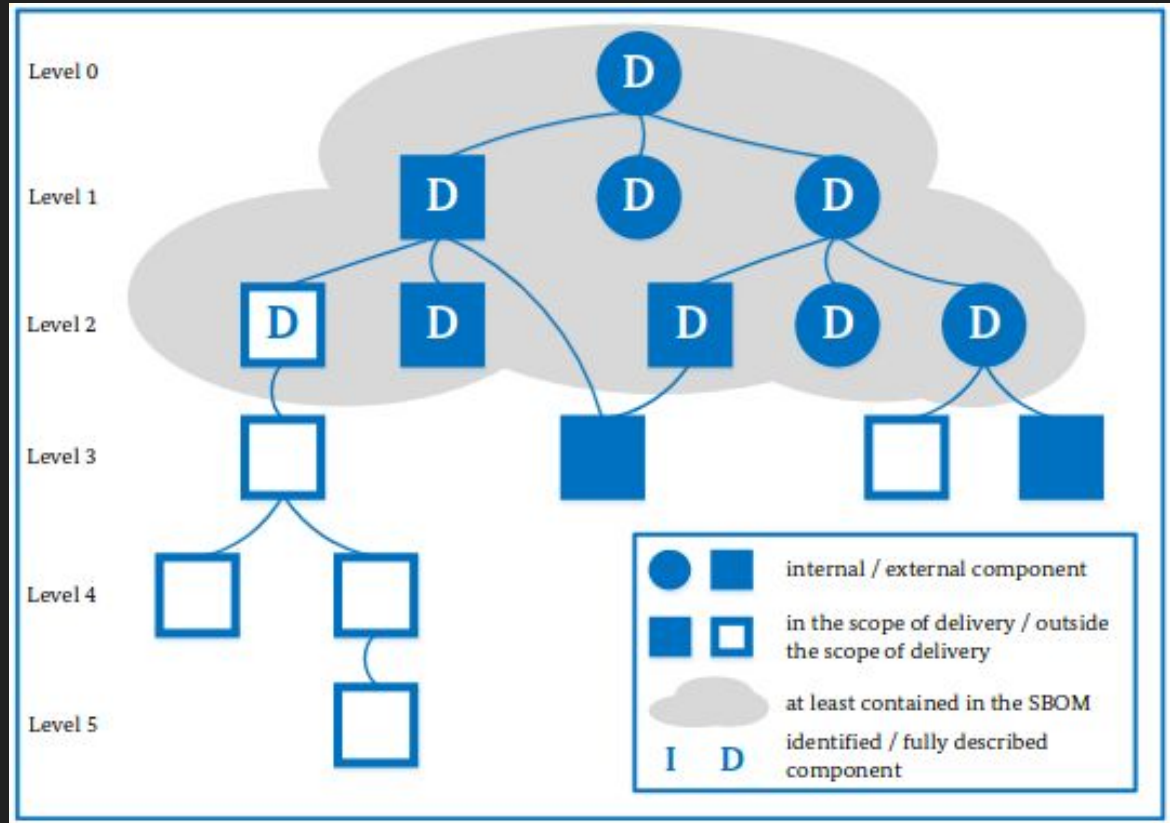 Level 0
D
Level 1
D D D
Level 2
D D D D D
Level 3
Level 4
internal / external component
in the scope of delivery / outside
the scope of delivery
at least contained in the SBOM
Level 5
I D
identified / fully described
component